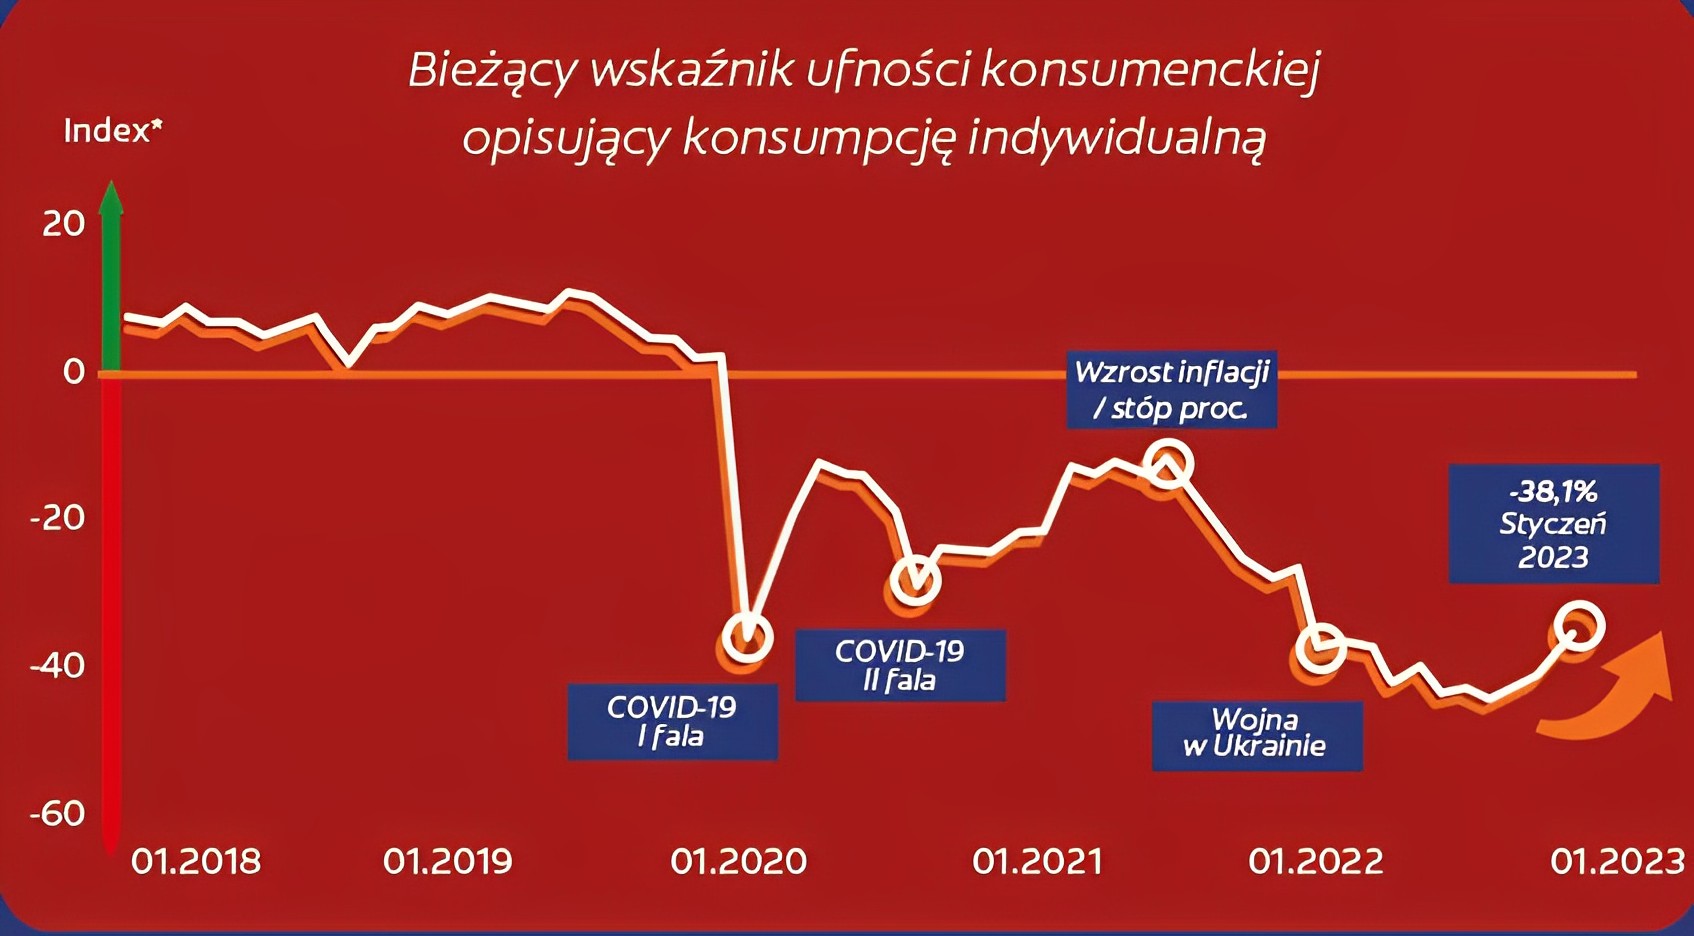 Bieżący wskaźnik ufności konsumenckiej
opisujący konsumpcję indywidualną
Index*
20
0
-20
-40
-60
Wzrost inflacji
/ stóp proc.
-38,1%
Styczeń
2023
COVID-19
II fala
COVID-19
I fala
Wojna
w Ukrainie
01.2018 01.2019 01.2020 01.2021 01.2022 01.2023